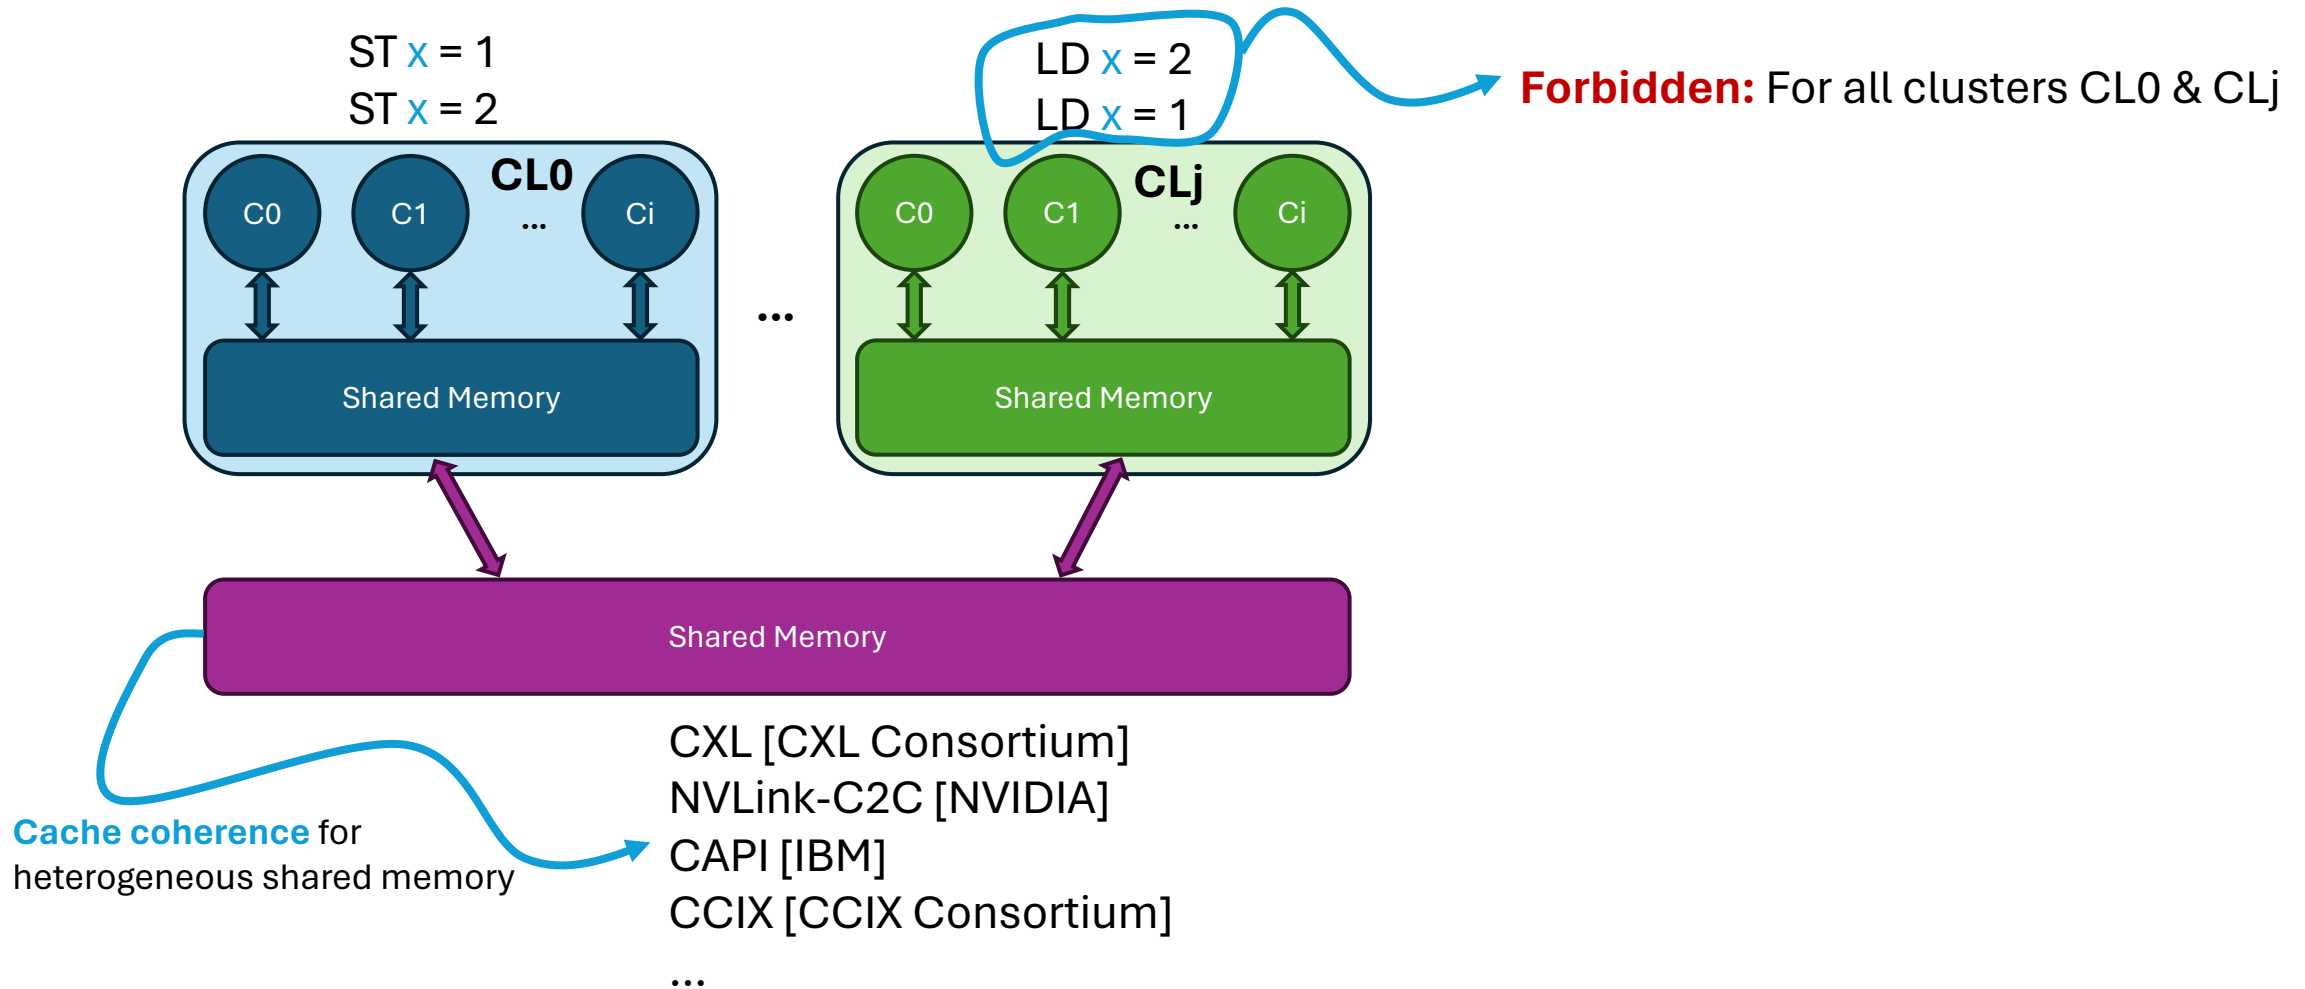 ST x = 1
ST x = 2
LD x = 2
LD x = 1
Forbidden: For all clusters CL0 & CLj
CL0
C0
C1
...
Ci
Shared Memory
...
CLj
C0
C1
...
Ci
Shared Memory
Shared Memory
Cache coherence for
heterogeneous shared memory
CXL [CXL Consortium]
NVLink-C2C [NVIDIA]
CAPI [IBM]
CCIX [CCIX Consortium]
...